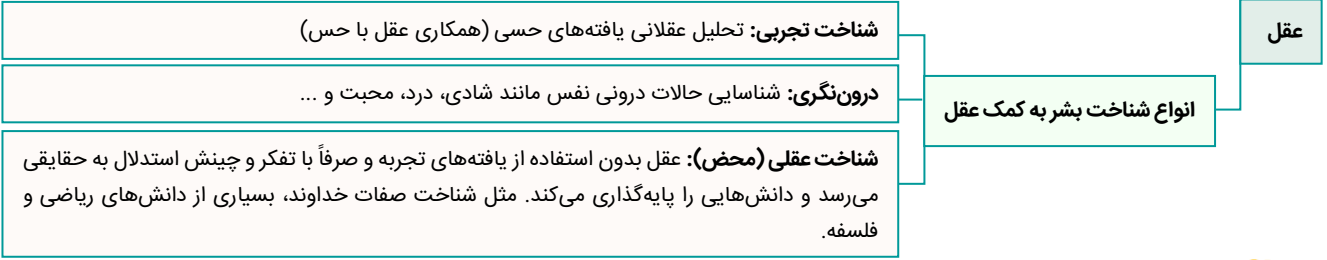 عقل
انواع شناخت بشر به کمک عقل
شناخت تجربی: تحلیل عقلانی یافته‌های حسی (همکاری عقل با حس)
درون‌نگری: شناسایی حالات درونی نفس مانند شادی، درد، محبت و ...
شناخت عقلی (محض): عقل بدون استفاده از یافته‌های تجربه و صرفاً با تفکر و چینش استدلال به حقایقی
می‌رسد و دانش‌هایی را پایه‌گذاری می‌کند. مثل شناخت صفات خداوند، بسیاری از دانش‌های ریاضی و
فلسفه.